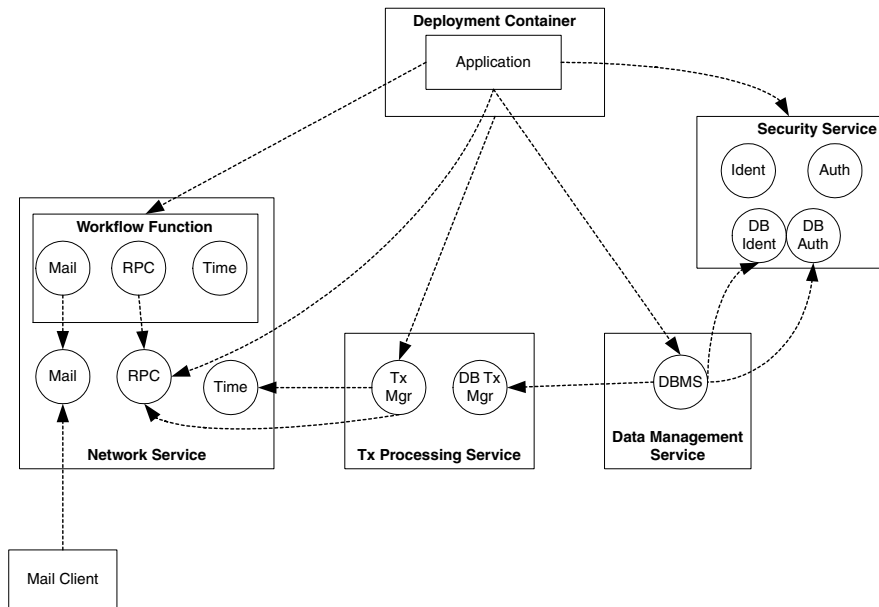 Deployment Container
Application
Security Service
Ident
Auth
DB
Ident
DB
Auth
Workflow Function
Mail
RPC
Time
Mail
RPC
Time
Network Service
Tx
Mgr
DB Tx
Mgr
Tx Processing Service
DBMS
Data Management
Service
Mail Client